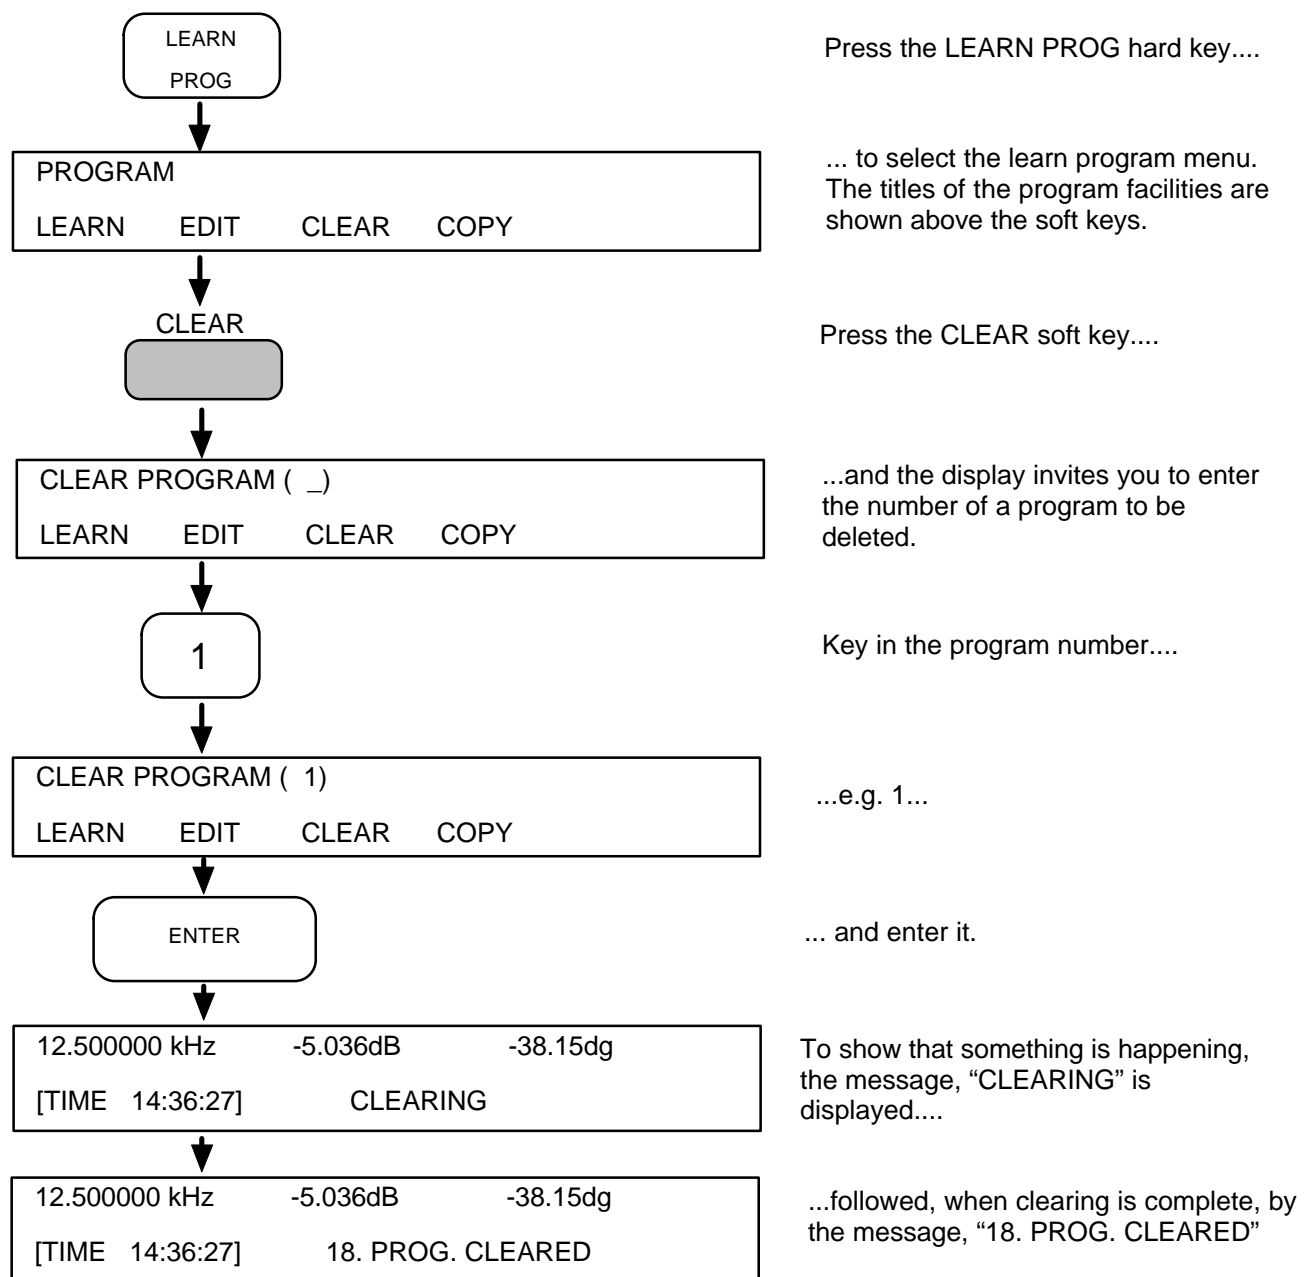 LEARN
PROG
Press the LEARN PROG hard key....
PROGRAM
LEARN EDIT CLEAR COPY
... to select the learn program menu.
The titles of the program facilities are
shown above the soft keys.
CLEAR
Press the CLEAR soft key....
CLEAR PROGRAM ( _)
LEARN EDIT CLEAR COPY
...and the display invites you to enter
the number of a program to be
deleted.
1
Key in the program number....
CLEAR PROGRAM ( 1)
LEARN EDIT CLEAR COPY
...e.g. 1...
ENTER
... and enter it.
12.500000 kHz -5.036dB -38.15dg
[TIME 14:36:27] CLEARING
To show that something is happening,
the message, “CLEARING” is
displayed....
12.500000 kHz -5.036dB -38.15dg
[TIME 14:36:27] 18. PROG. CLEARED
...followed, when clearing is complete, by
the message, “18. PROG. CLEARED”